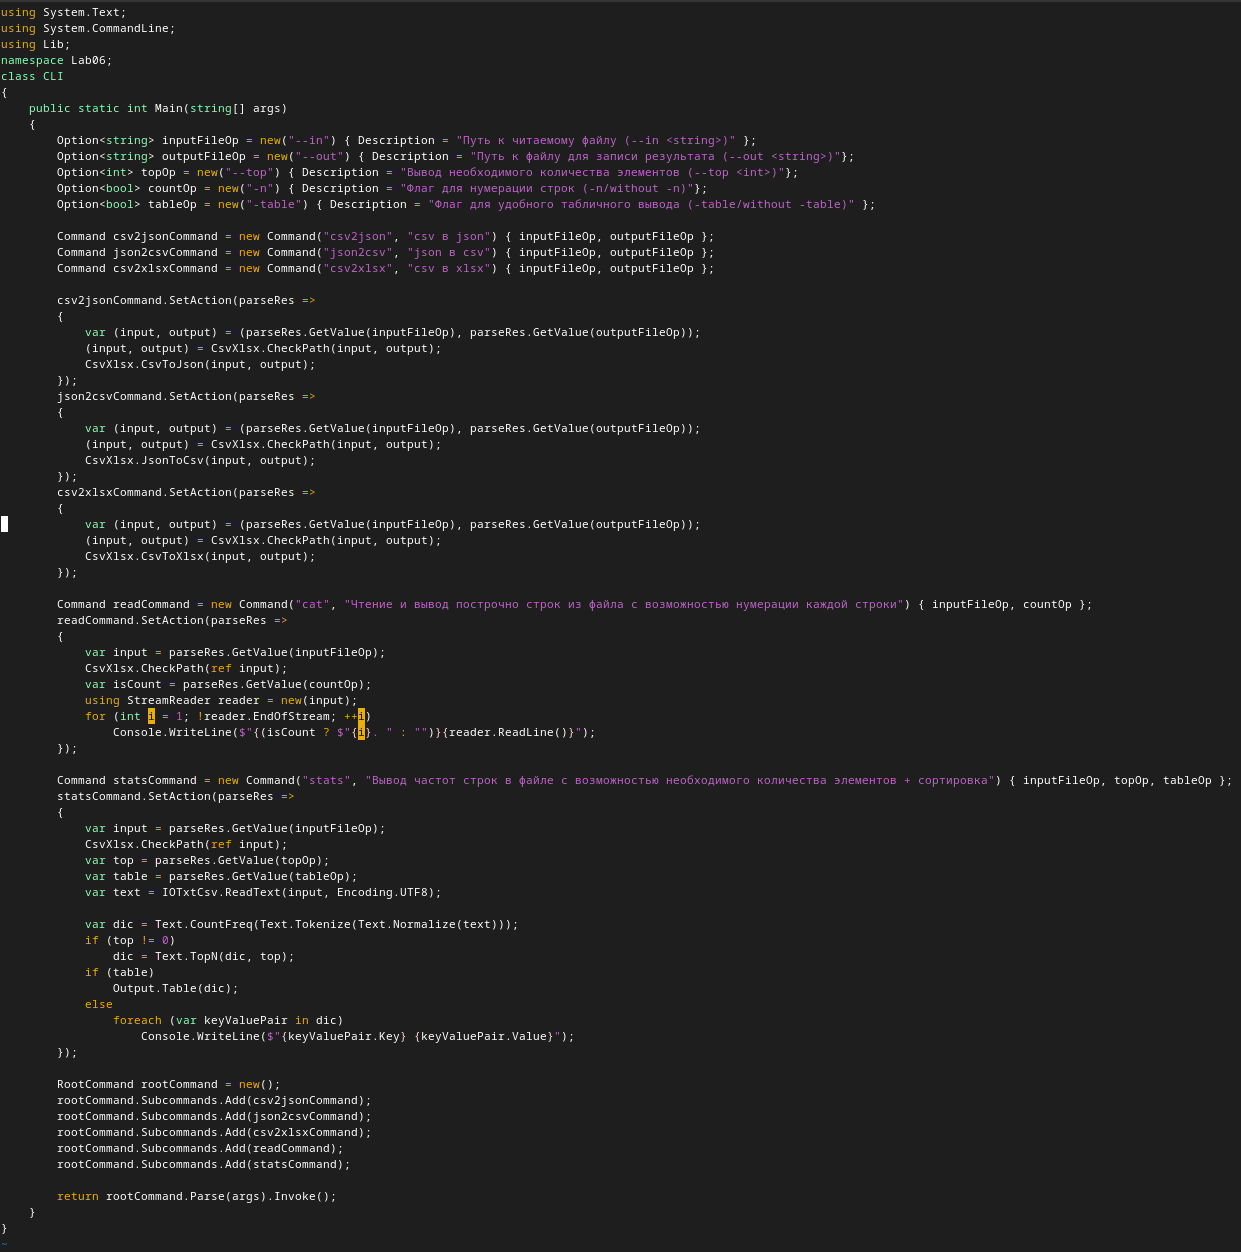 using System.Text;
using System.CommandLine;
using Lib;
namespace Lab06;
class CLI
{
    public static int Main(string[] args)
    {
        Option<string> inputFileOp = new("--in") { Description = "Путь к читаемому файлу (--in <string>)" };
        Option<string> outputFileOp = new("--out") { Description = "Путь к файлу для записи результата (--out <string>)"};
        Option<int> topOp = new("--top") { Description = "Вывод необходимого количества элементов (--top <int>)"};
        Option<bool> countOp = new("-n") { Description = "Флаг для нумерации строк (-n/without -n)"};
        Option<bool> tableOp = new("-table") { Description = "Флаг для удобного табличного вывода (-table/without -table)" };

        Command csv2jsonCommand = new Command("csv2json", "csv в json") { inputFileOp, outputFileOp };
        Command json2csvCommand = new Command("json2csv", "json в csv") { inputFileOp, outputFileOp };
        Command csv2xlsxCommand = new Command("csv2xlsx", "csv в xlsx") { inputFileOp, outputFileOp };

        csv2jsonCommand.SetAction(parseRes =>
        {
            var (input, output) = (parseRes.GetValue(inputFileOp), parseRes.GetValue(outputFileOp));
            (input, output) = CsvXlsx.CheckPath(input, output);
            CsvXlsx.CsvToJson(input, output);
        });
        json2csvCommand.SetAction(parseRes =>
        {
            var (input, output) = (parseRes.GetValue(inputFileOp), parseRes.GetValue(outputFileOp));
            (input, output) = CsvXlsx.CheckPath(input, output);
            CsvXlsx.JsonToCsv(input, output);
        });
        csv2xlsxCommand.SetAction(parseRes =>
        {
            var (input, output) = (parseRes.GetValue(inputFileOp), parseRes.GetValue(outputFileOp));
            (input, output) = CsvXlsx.CheckPath(input, output);
            CsvXlsx.CsvToXlsx(input, output);
        });

        Command readCommand = new Command("cat", "Чтение и вывод построчно строк из файла с возможностью нумерации каждой строки") { inputFileOp, countOp };
        readCommand.SetAction(parseRes =>
        {
            var input = parseRes.GetValue(inputFileOp);
            CsvXlsx.CheckPath(ref input);
            var isCount = parseRes.GetValue(countOp);
            using StreamReader reader = new(input);
            for (int i = 1; !reader.EndOfStream; ++i)
                Console.WriteLine($"{(isCount ? $"{i}. " : "")}{reader.ReadLine()}");
        });

        Command statsCommand = new Command("stats", "Вывод частот строк в файле с возможностью необходимого количества элементов + сортировка") { inputFileOp, topOp, tableOp };
        statsCommand.SetAction(parseRes =>
        {
            var input = parseRes.GetValue(inputFileOp);
            CsvXlsx.CheckPath(ref input);
            var top = parseRes.GetValue(topOp);
            var table = parseRes.GetValue(tableOp);
            var text = IOTxtCsv.ReadText(input, Encoding.UTF8);

            var dic = Text.CountFreq(Text.Tokenize(Text.Normalize(text)));
            if (top != 0)
                dic = Text.TopN(dic, top);
            if (table)
                Output.Table(dic);
            else
                foreach (var keyValuePair in dic)
                    Console.WriteLine($"{keyValuePair.Key} {keyValuePair.Value}");
        });

        RootCommand rootCommand = new();
        rootCommand.Subcommands.Add(csv2jsonCommand);
        rootCommand.Subcommands.Add(json2csvCommand);
        rootCommand.Subcommands.Add(csv2xlsxCommand);
        rootCommand.Subcommands.Add(readCommand);
        rootCommand.Subcommands.Add(statsCommand);

        return rootCommand.Parse(args).Invoke();
    }
}
~